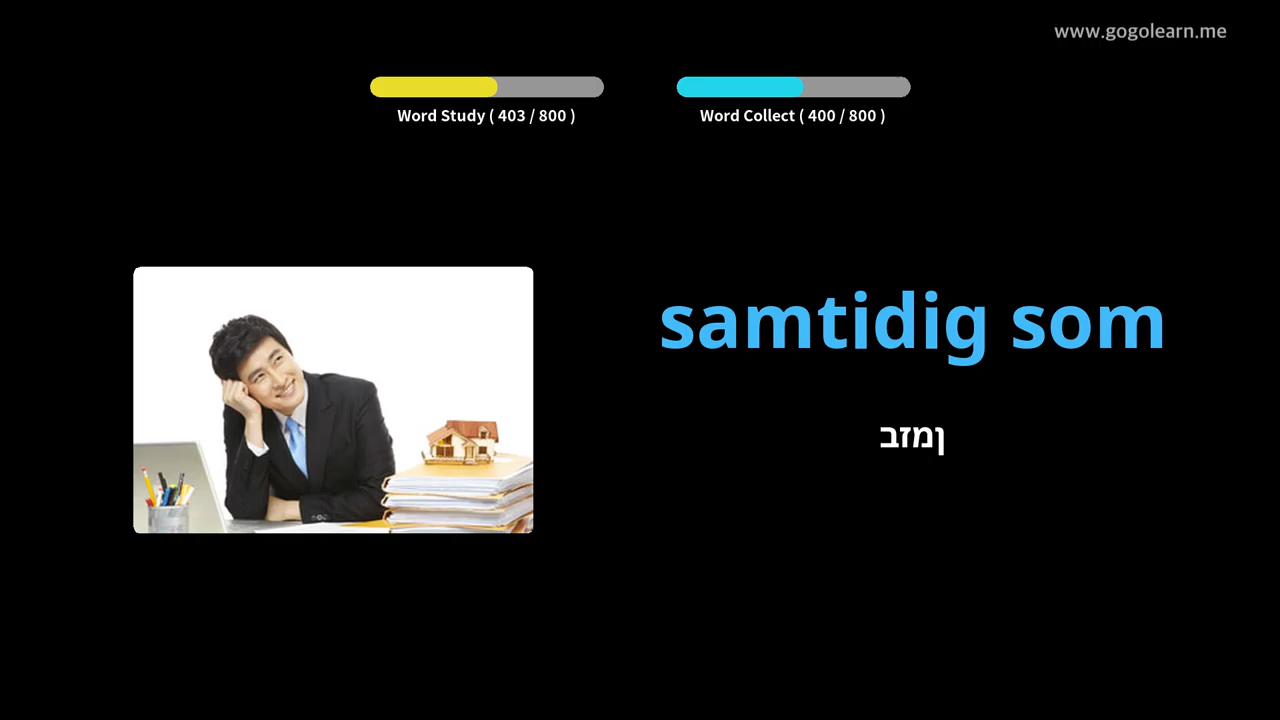 www.gogolearn.me
Word Study ( 403 / 800 )
Word Collect ( 400 / 800 )
samtidig som
ןמזב